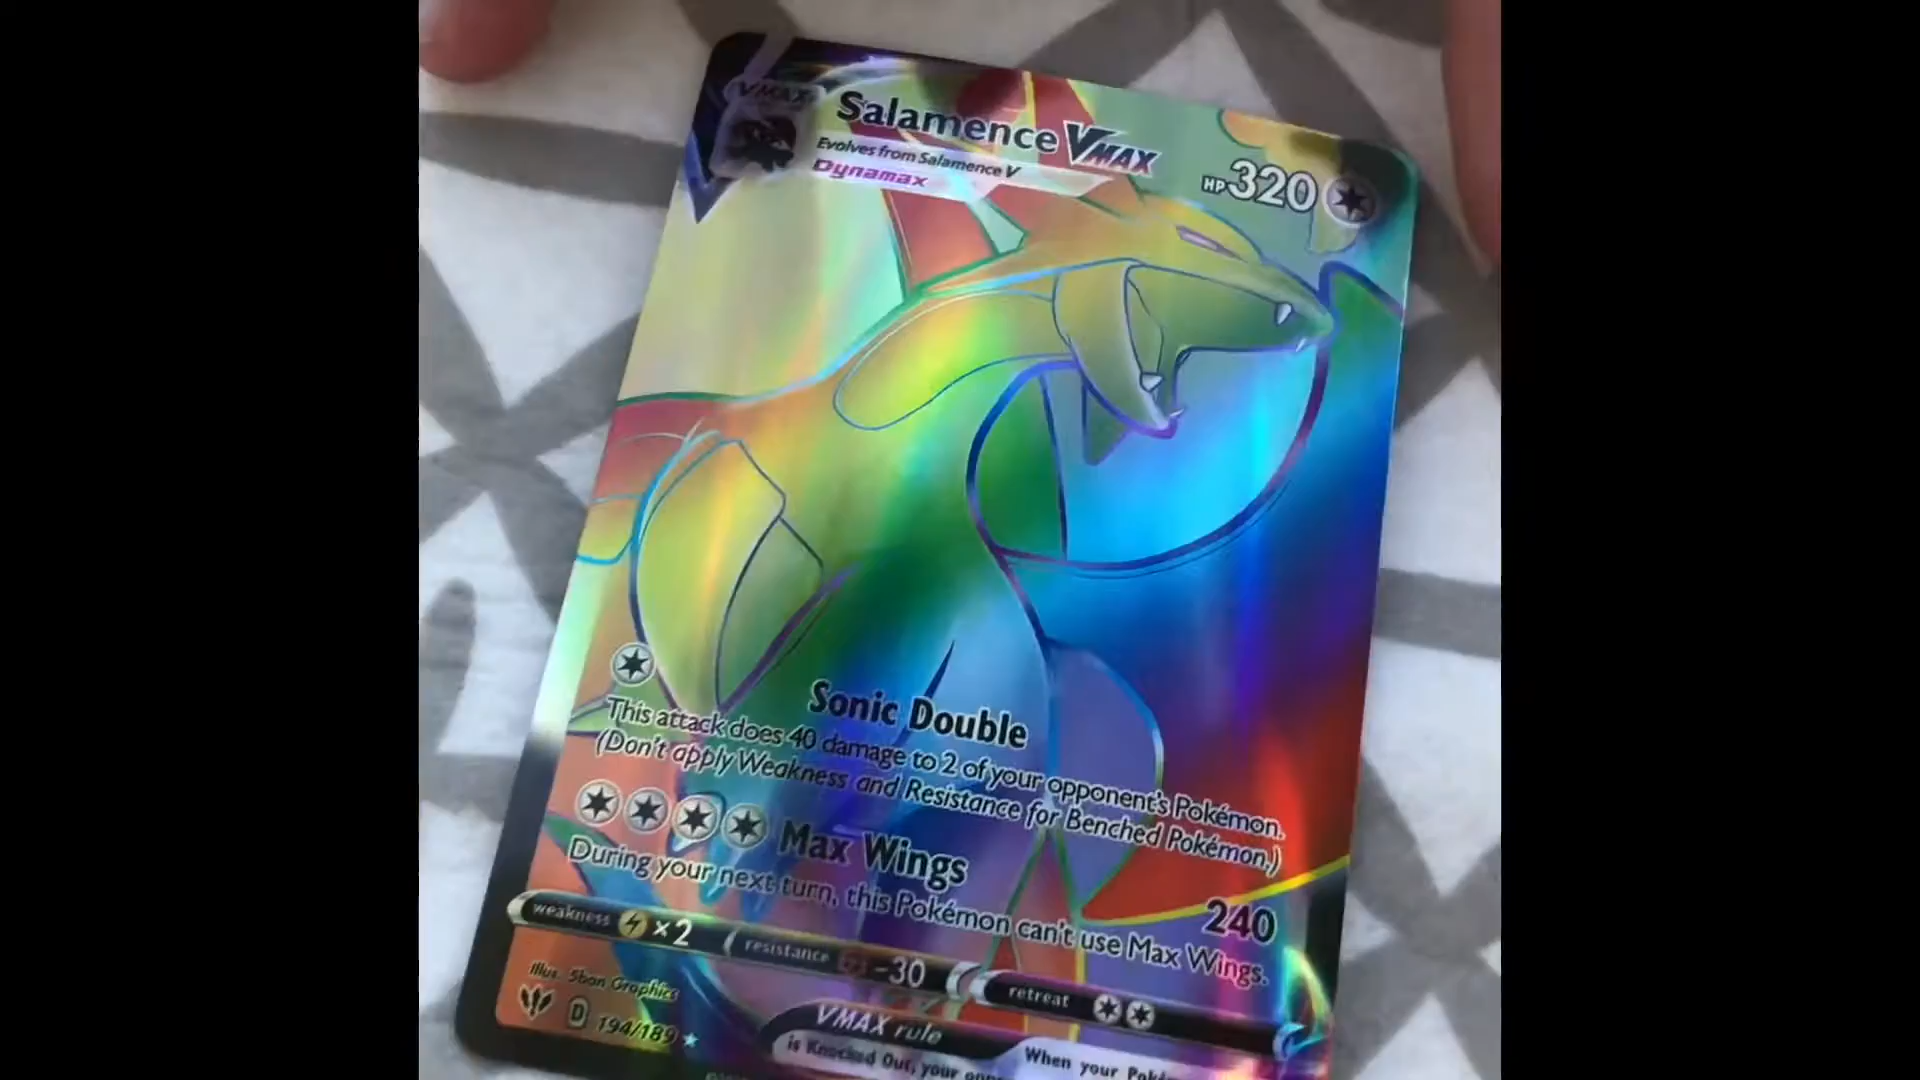 VMAX
Salamence VMAX
HP 320
Evolves from Salamence V
Dynamax
Sonic Double
This attack does 40 damage to 2 of your opponent's Pokémon.
(Don't apply Weakness and Resistance for Benched Pokémon.)
Max Wings 240
During your next turn, this Pokémon can't use Max Wings.
weakness ×2 resistance -30 retreat
Illus. 5ban Graphics
D 194/189
VMAX rule
When your
is Knocked Out, your